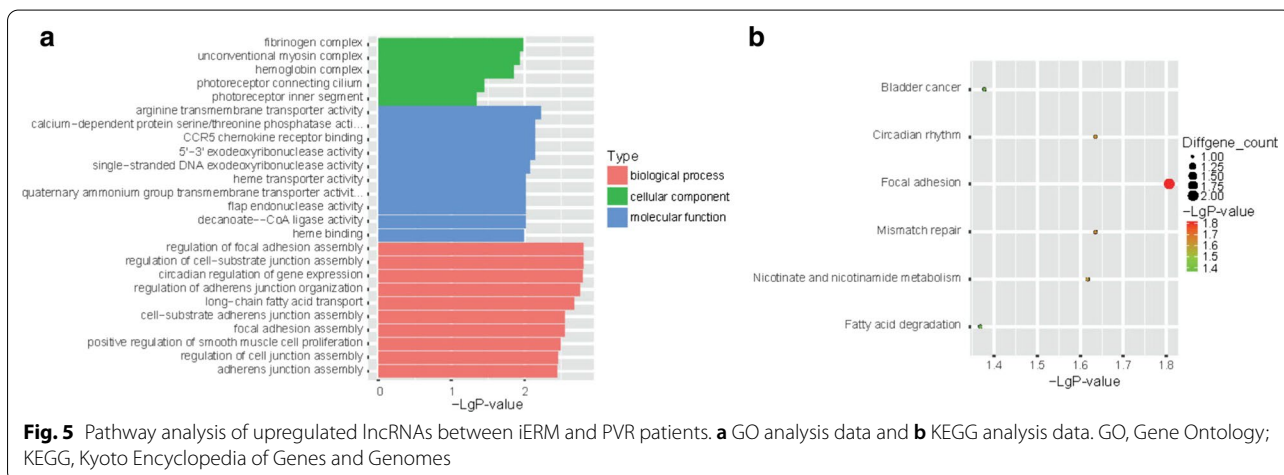 a
fibrinogen complex
unconventional myosin complex
hemoglobin complex
photoreceptor connecting cilium
photoreceptor inner segment
arginine transmembrane transporter activity
calcium-dependent protein serine/threonine phosphatase acti...
CCR5 chemokine receptor binding
5'-3' exodeoxyribonuclease activity
single-stranded DNA exodeoxyribonuclease activity
heme transporter activity
quaternary ammonium group transmembrane transporter activit...
flap endonuclease activity
decanoate--CoA ligase activity
heme binding
regulation of focal adhesion assembly
regulation of cell-substrate junction assembly
circadian regulation of gene expression
regulation of adherens junction organization
long-chain fatty acid transport
cell-substrate adherens junction assembly
focal adhesion assembly
positive regulation of smooth muscle cell proliferation
regulation of cell junction assembly
adherens junction assembly
0 1 2
−LgP-value
Type
biological process
cellular component
molecular function
b
Bladder cancer
Circadian rhythm
Focal adhesion
Mismatch repair
Nicotinate and nicotinamide metabolism
Fatty acid degradation
1.4 1.5 1.6 1.7 1.8
−LgP-value
Diffgene_count
1.00
1.25
1.50
1.75
2.00
−LgP-value
1.8
1.7
1.6
1.5
1.4
Fig. 5 Pathway analysis of upregulated lncRNAs between iERM and PVR patients. a GO analysis data and b KEGG analysis data. GO, Gene Ontology;
KEGG, Kyoto Encyclopedia of Genes and Genomes